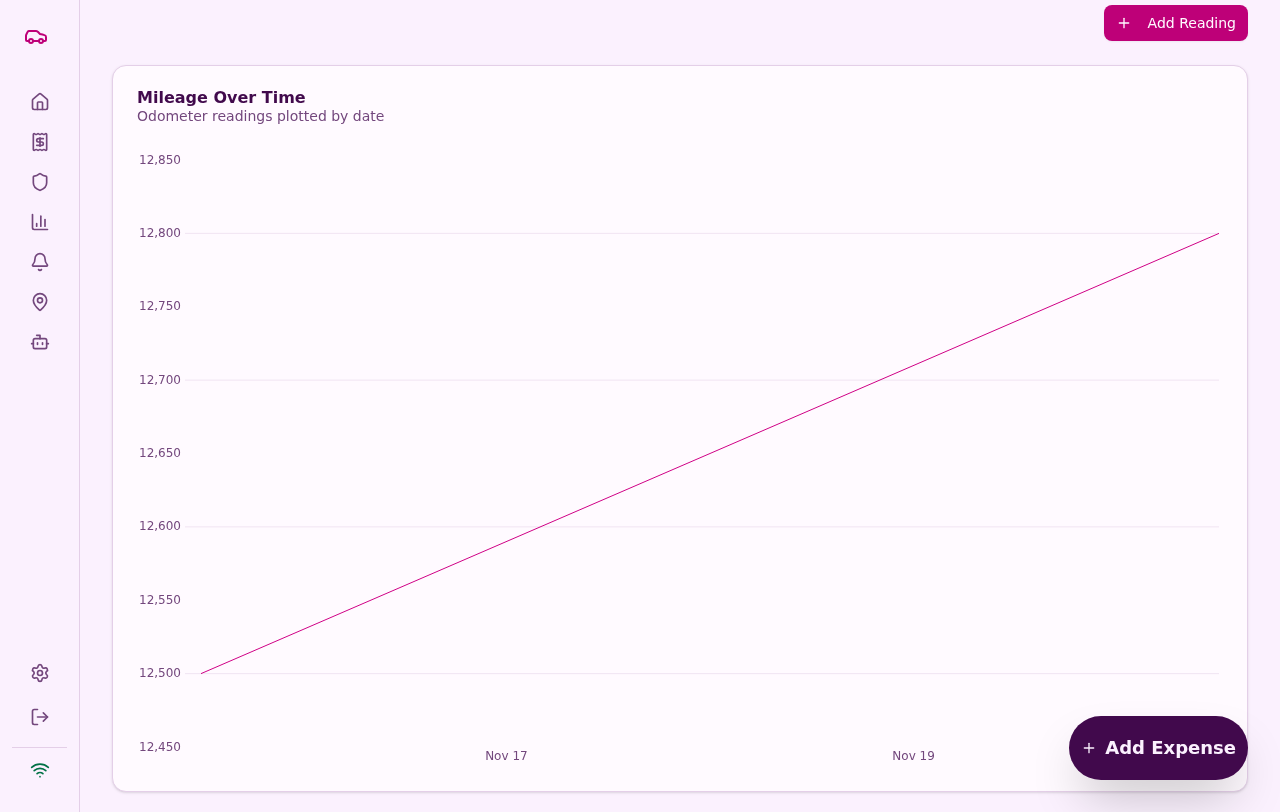 Add Reading
Mileage Over Time
Odometer readings plotted by date
12,850
12,800
12,750
12,700
12,650
12,600
12,550
12,500
12,450
Nov 17
Nov 19
Add Expense